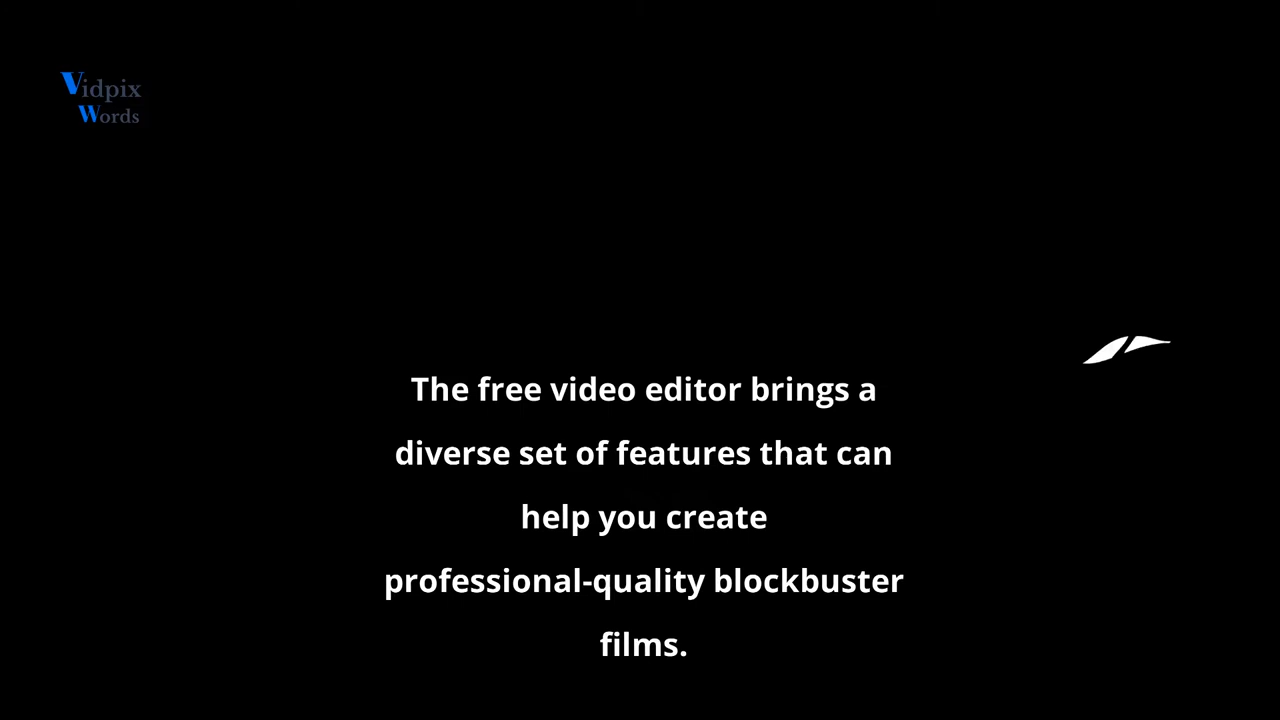 Vidpix
Words
The free video editor brings a
diverse set of features that can
help you create
professional-quality blockbuster
films.